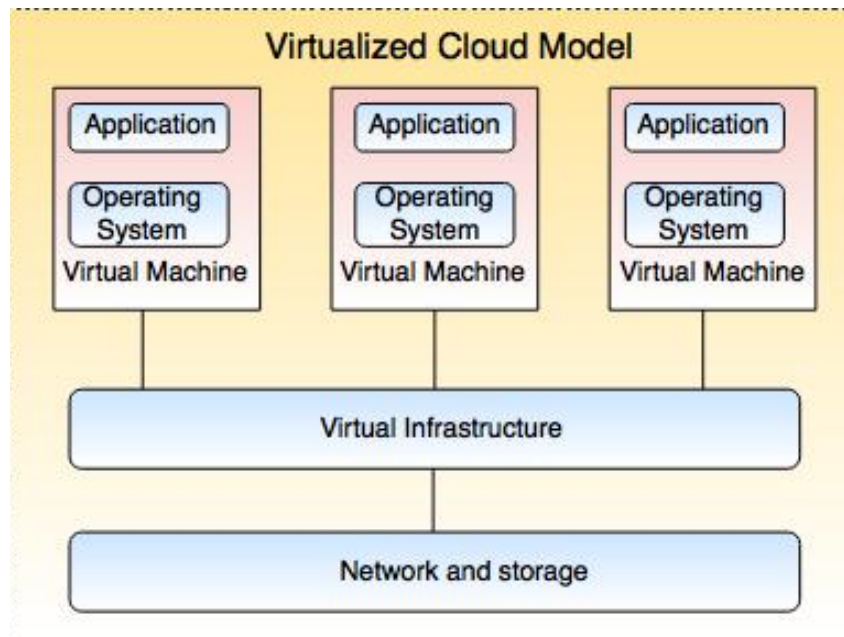 Virtualized Cloud Model
Application
Operating
System
Virtual Machine
Application
Operating
System
Virtual Machine
Application
Operating
System
Virtual Machine
Virtual Infrastructure
Network and storage